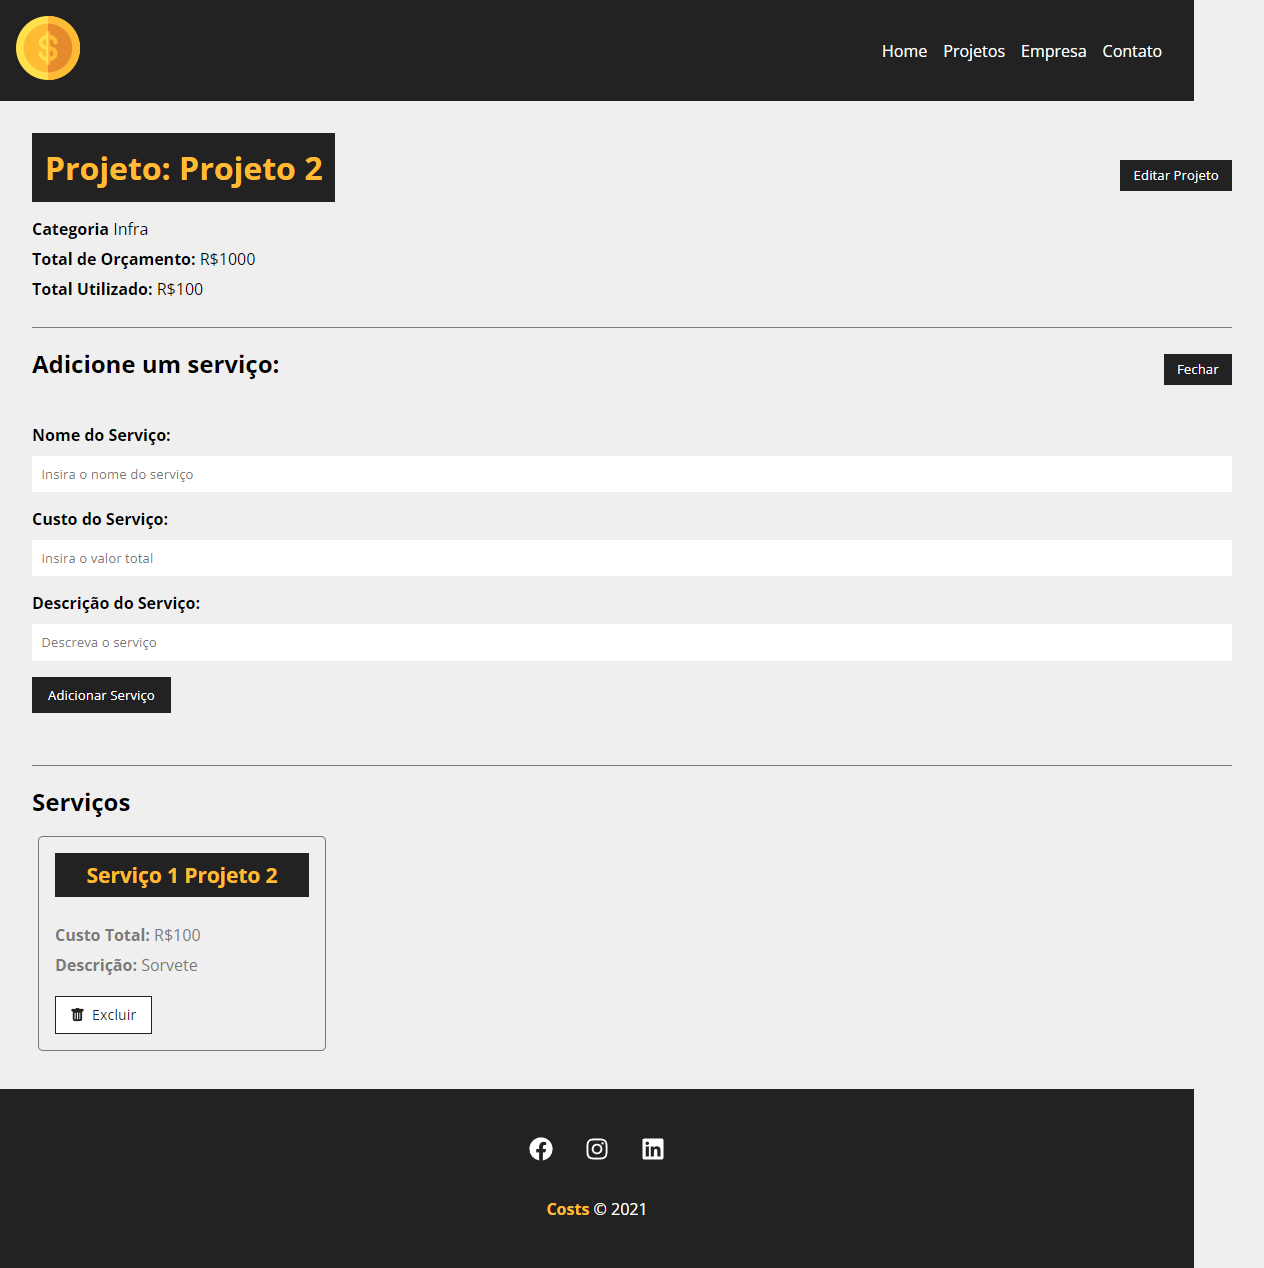 $
Home Projetos Empresa Contato
Projeto: Projeto 2
Editar Projeto
Categoria Infra
Total de Orçamento: R$1000
Total Utilizado: R$100
Adicione um serviço:
Fechar
Nome do Serviço:
Insira o nome do serviço
Custo do Serviço:
Insira o valor total
Descrição do Serviço:
Descreva o serviço
Adicionar Serviço
Serviços
Serviço 1 Projeto 2
Custo Total: R$100
Descrição: Sorvete
Excluir
Costs © 2021